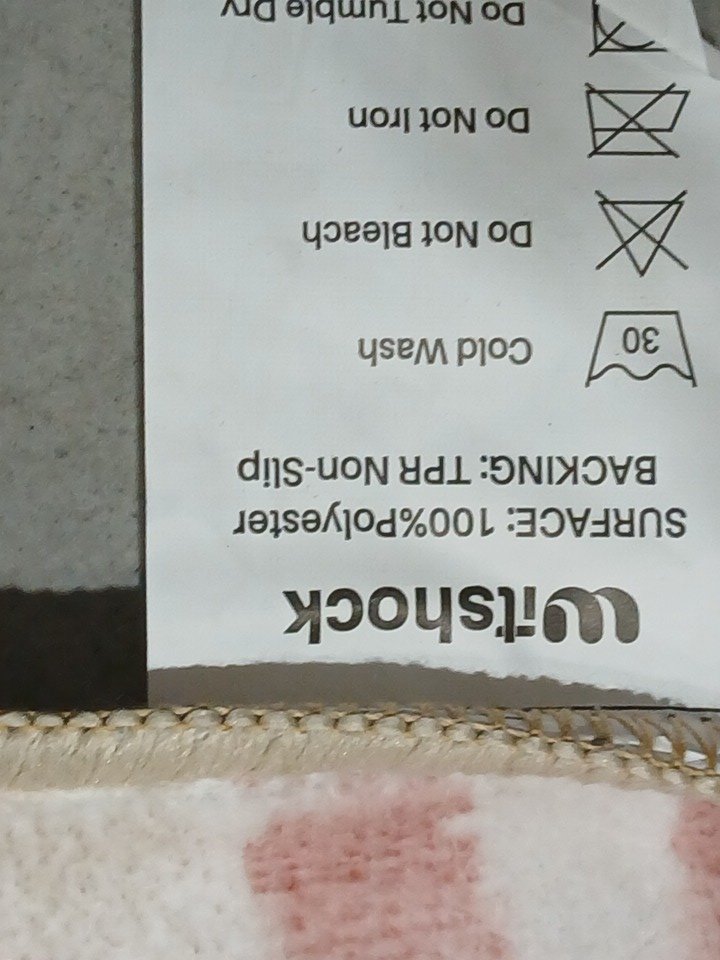 Witshock
SURFACE: 100%Polyester
BACKING: TPR Non-Slip
30 Cold Wash
Do Not Bleach
Do Not Iron
Do Not Tumble Dry